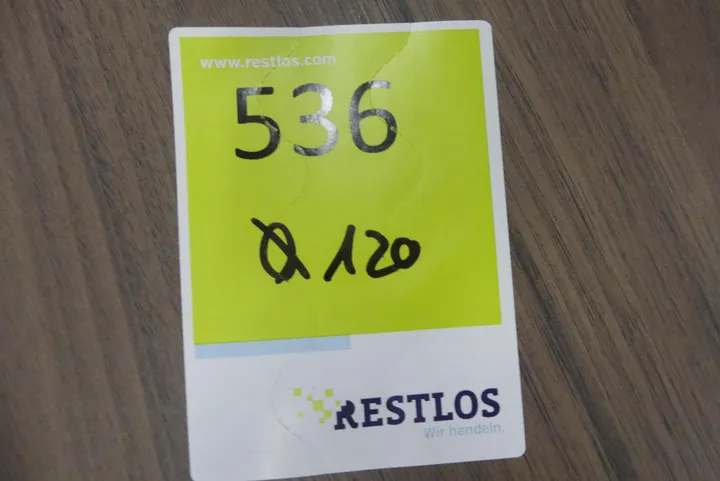 www.restlos.com
536
Ø 120
RESTLOS
Wir handeln.